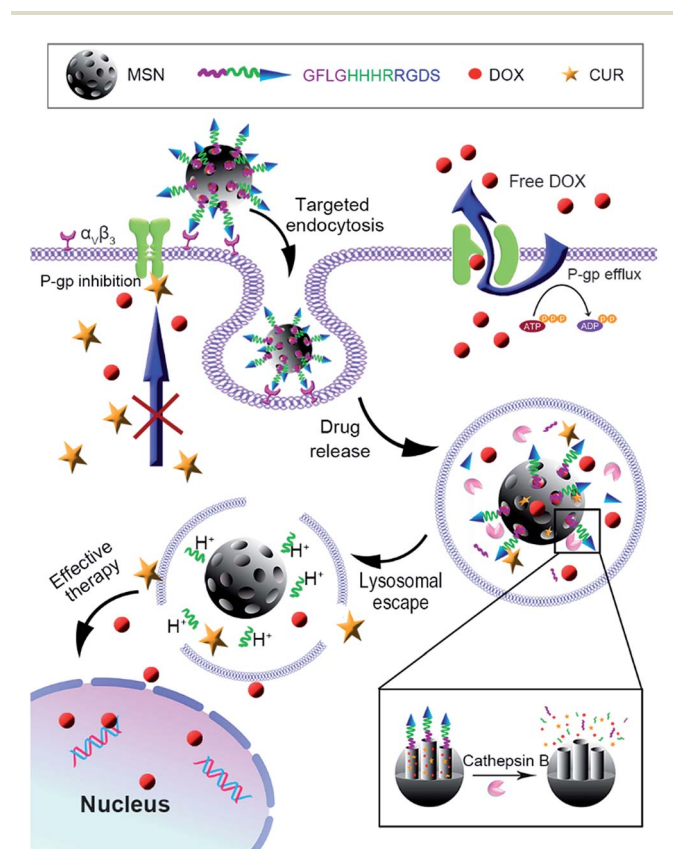 MSN GFLGHHHRRGDS DOX CUR
Targeted
endocytosis
Free DOX
αvβ3
P-gp inhibition
P-gp efflux
ATP P P P ADP P P
Drug
release
H⁺ H⁺
H⁺
H⁺ H⁺
Lysosomal
escape
Effective
therapy
Cathepsin B
Nucleus